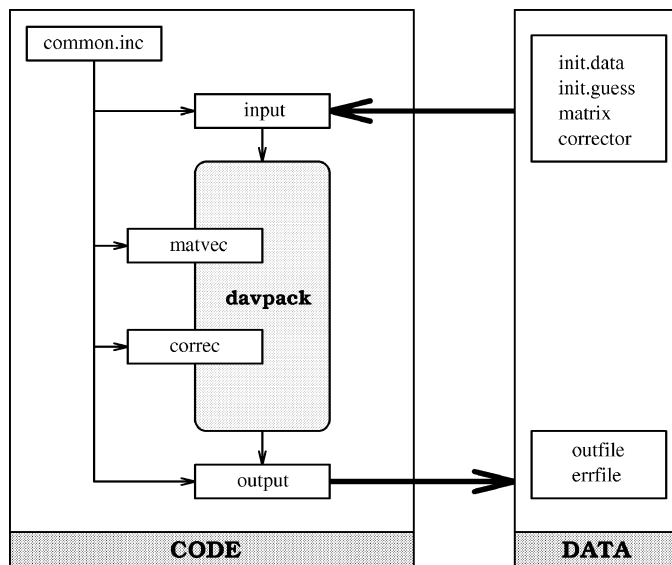 common.inc
input
matvec
davpack
correc
output
CODE
init.data
init.guess
matrix
corrector
outfile
errfile
DATA